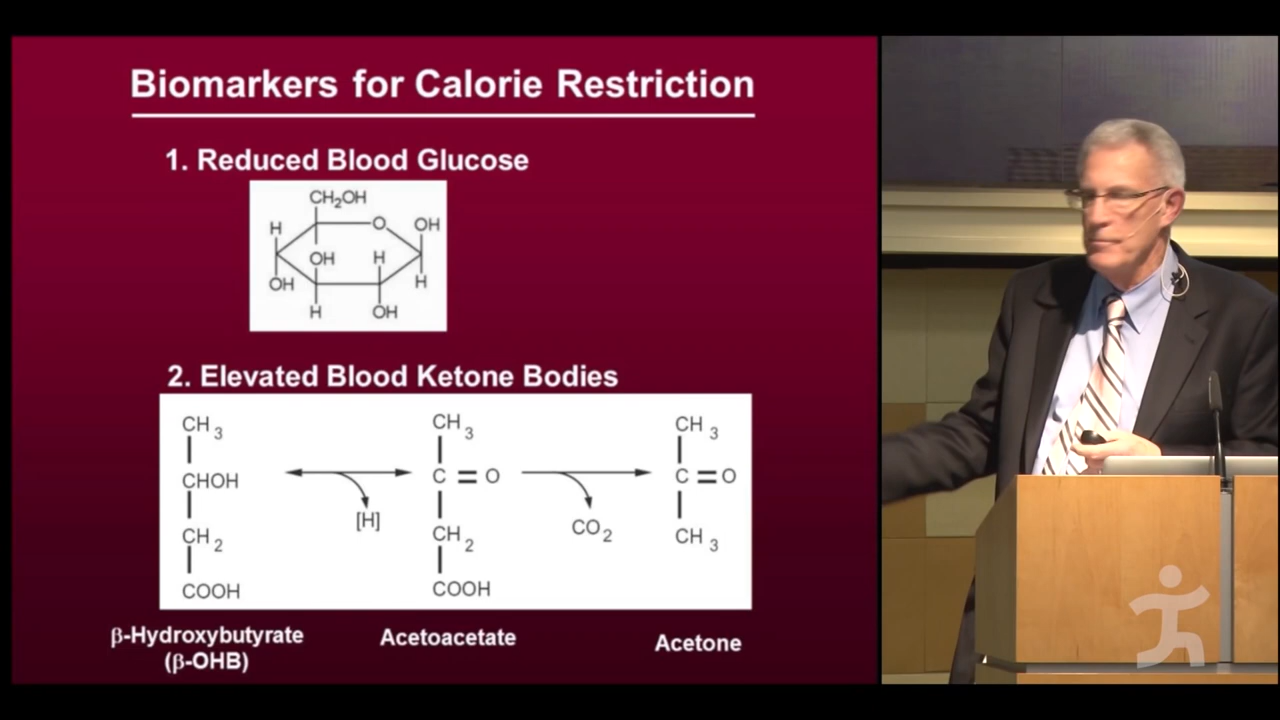 Biomarkers for Calorie Restriction
1. Reduced Blood Glucose
CH2OH
H
O
OH
OH
H
OH
H
H
OH
2. Elevated Blood Ketone Bodies
CH3
CHOH
CH2
COOH
[H]
CH3
C=O
CH2
COOH
CO2
CH3
C=O
CH3
β-Hydroxybutyrate
(β-OHB)
Acetoacetate
Acetone